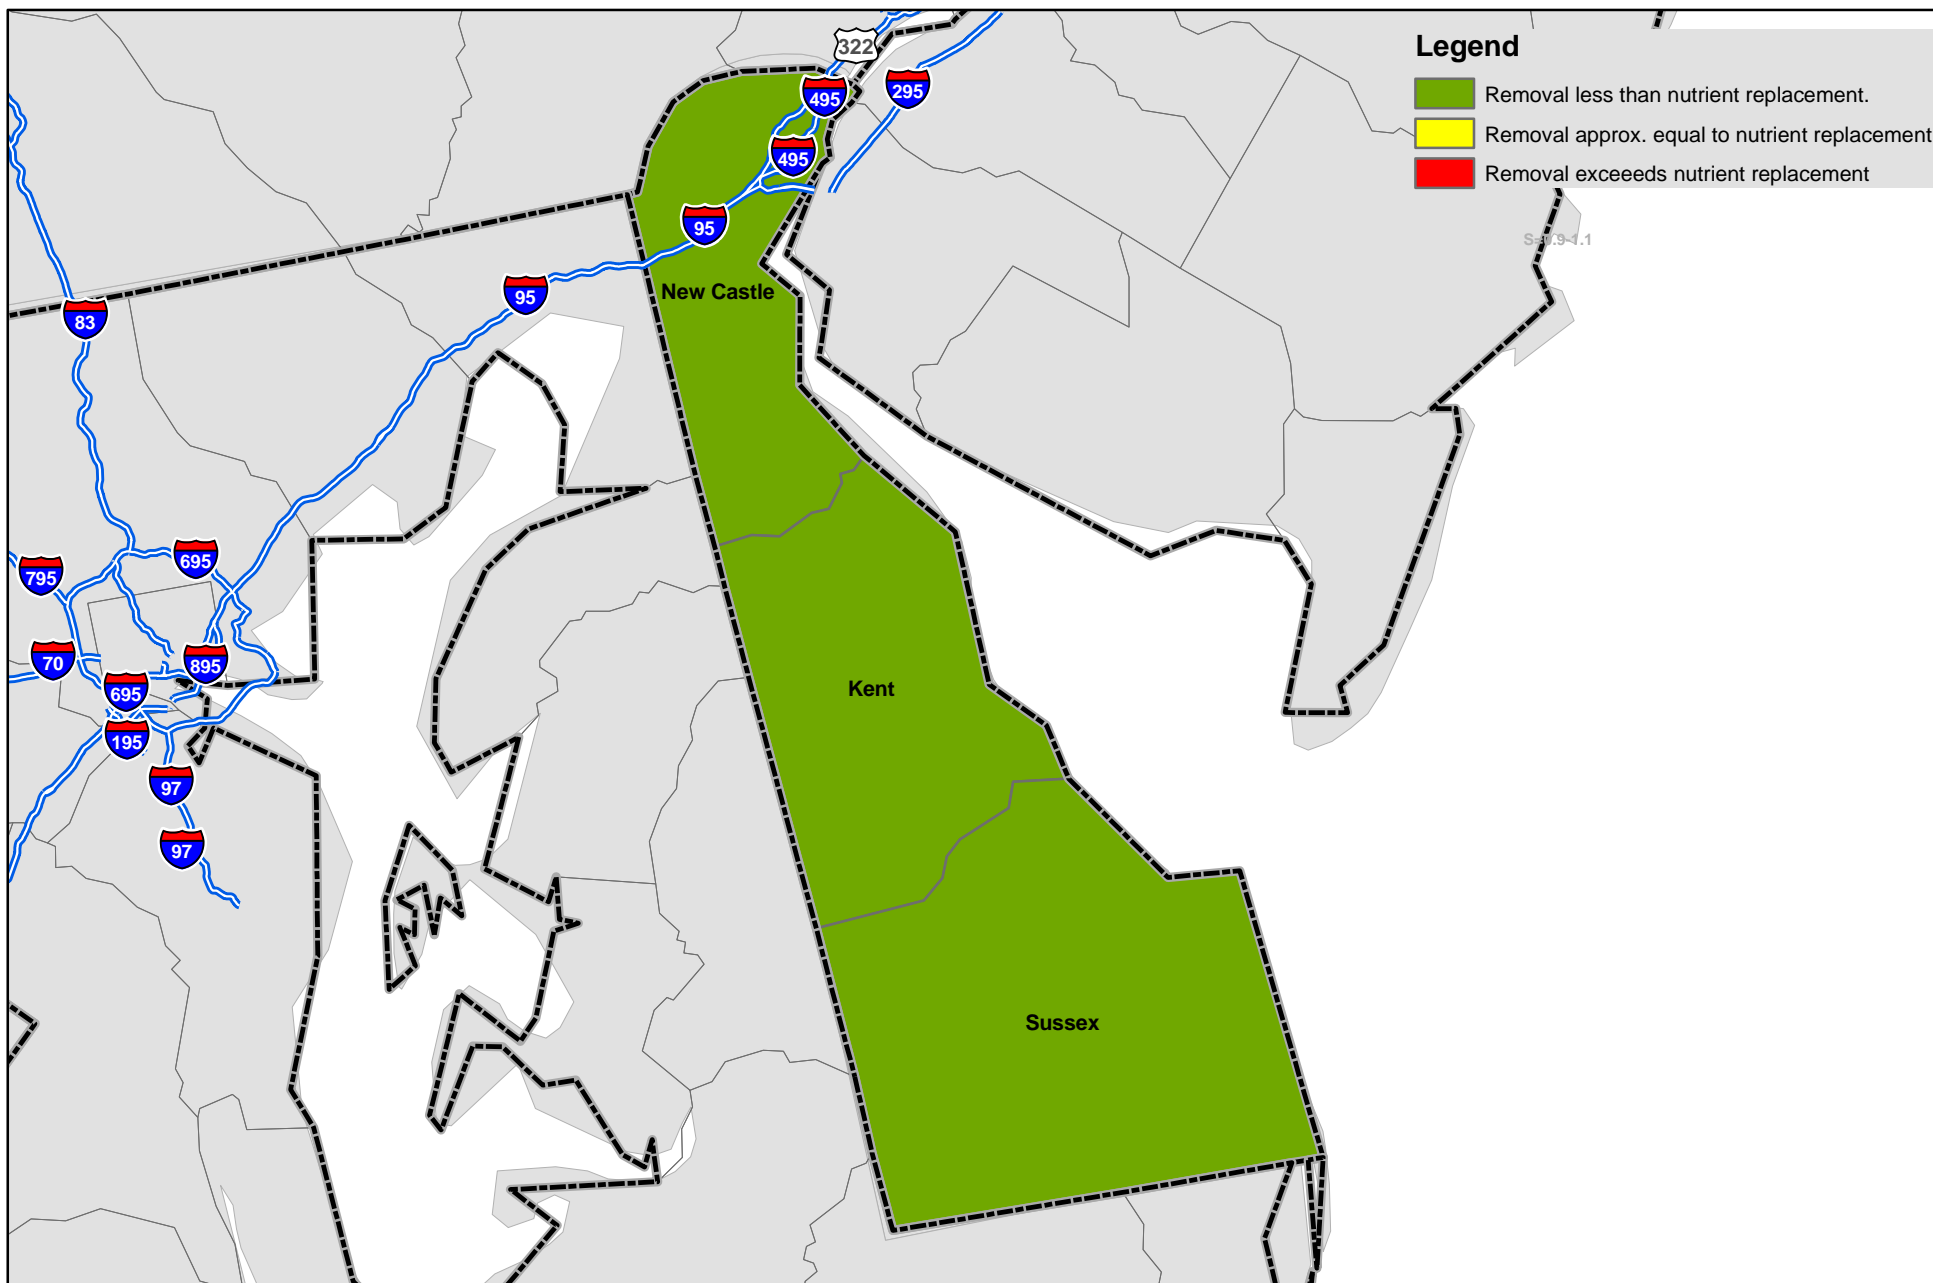 322
Legend
495
295
Removal less than nutrient replacement.
Removal approx. equal to nutrient replacement
495
Removal exceeeds nutrient replacement
95
95
New Castle
83
795
695
70
895
695
Kent
195
97
97
Sussex